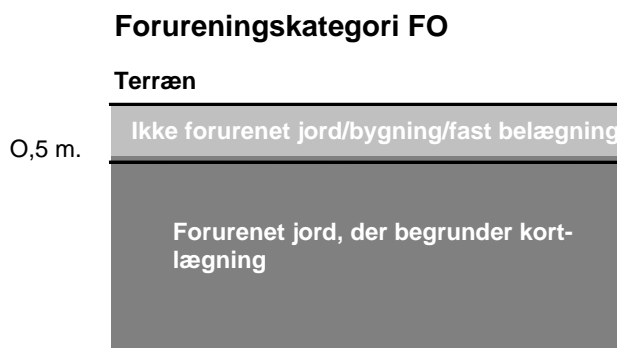 Forureningskategori FO
Terræn
Ikke forurenet jord/bygning/fast belægning
O,5 m.
Forurenet jord, der begrunder kort-
lægning